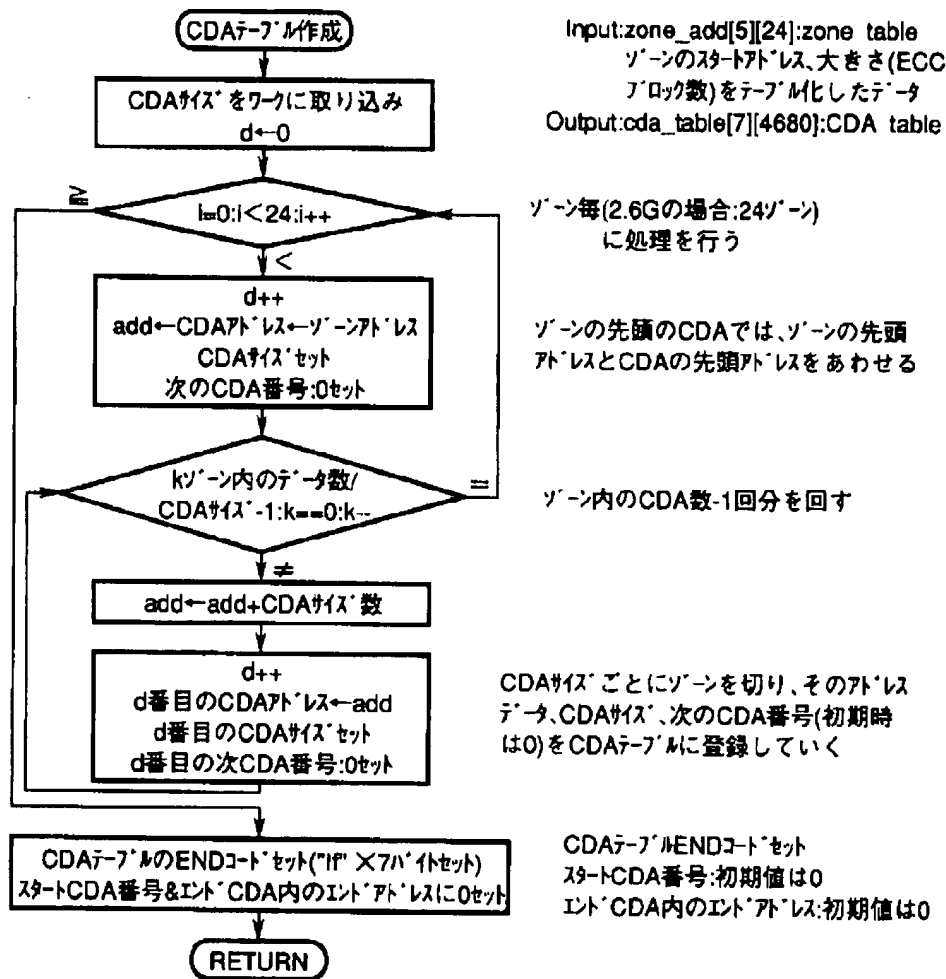 CDAﾃｰﾌﾞﾙ作成
Input:zone_add[5][24]:zone table
ｿﾞｰﾝのｽﾀｰﾄｱﾄﾞﾚｽ、大きさ(ECC
ﾌﾞﾛｯｸ数)をﾃｰﾌﾞﾙ化したﾃﾞｰﾀ
Output:cda_table[7][4680}:CDA table
CDAｻｲｽﾞをﾜｰｸに取り込み
d←0
≧
i=0:i<24:i++
<
ｿﾞｰﾝ毎(2.6Gの場合:24ｿﾞｰﾝ)
に処理を行う
d++
add←CDAｱﾄﾞﾚｽ←ｿﾞｰﾝｱﾄﾞﾚｽ
CDAｻｲｽﾞｾｯﾄ
次のCDA番号:0ｾｯﾄ
ｿﾞｰﾝの先頭のCDAでは、ｿﾞｰﾝの先頭
ｱﾄﾞﾚｽとCDAの先頭ｱﾄﾞﾚｽをあわせる
kｿﾞｰﾝ内のﾃﾞｰﾀ数/
CDAｻｲｽﾞ-1:k==0:k--
=
≠
ｿﾞｰﾝ内のCDA数-1回分を回す
add←add+CDAｻｲｽﾞ数
d++
d番目のCDAｱﾄﾞﾚｽ←add
d番目のCDAｻｲｽﾞｾｯﾄ
d番目の次CDA番号:0ｾｯﾄ
CDAｻｲｽﾞごとにｿﾞｰﾝを切り、そのｱﾄﾞﾚｽ
ﾃﾞｰﾀ、CDAｻｲｽﾞ、次のCDA番号(初期時
は0)をCDAﾃｰﾌﾞﾙに登録していく
CDAﾃｰﾌﾞﾙのENDｺｰﾄﾞｾｯﾄ("ff" ×7ﾊﾞｲﾄｾｯﾄ)
ｽﾀｰﾄCDA番号&ｴﾝﾄﾞCDA内のｴﾝﾄﾞｱﾄﾞﾚｽに0ｾｯﾄ
CDAﾃｰﾌﾞﾙENDｺｰﾄﾞｾｯﾄ
ｽﾀｰﾄCDA番号:初期値は0
ｴﾝﾄﾞCDA内のｴﾝﾄﾞｱﾄﾞﾚｽ:初期値は0
RETURN